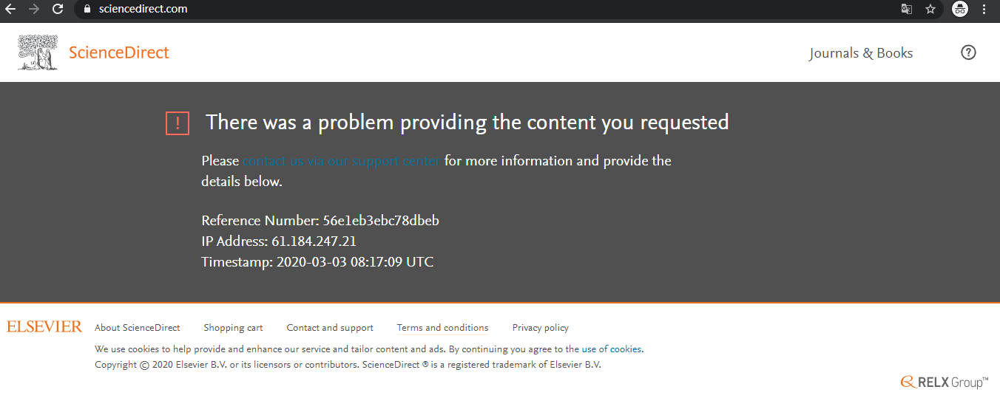 sciencedirect.com
ScienceDirect
Journals & Books
?
! There was a problem providing the content you requested
Please contact us via our support center for more information and provide the
details below.
Reference Number: 56e1eb3ebc78dbeb
IP Address: 61.184.247.21
Timestamp: 2020-03-03 08:17:09 UTC
ELSEVIER
About ScienceDirect
Shopping cart
Contact and support
Terms and conditions
Privacy policy
We use cookies to help provide and enhance our service and tailor content and ads. By continuing you agree to the use of cookies.
Copyright © 2020 Elsevier B.V. or its licensors or contributors. ScienceDirect ® is a registered trademark of Elsevier B.V.
RELX Group™